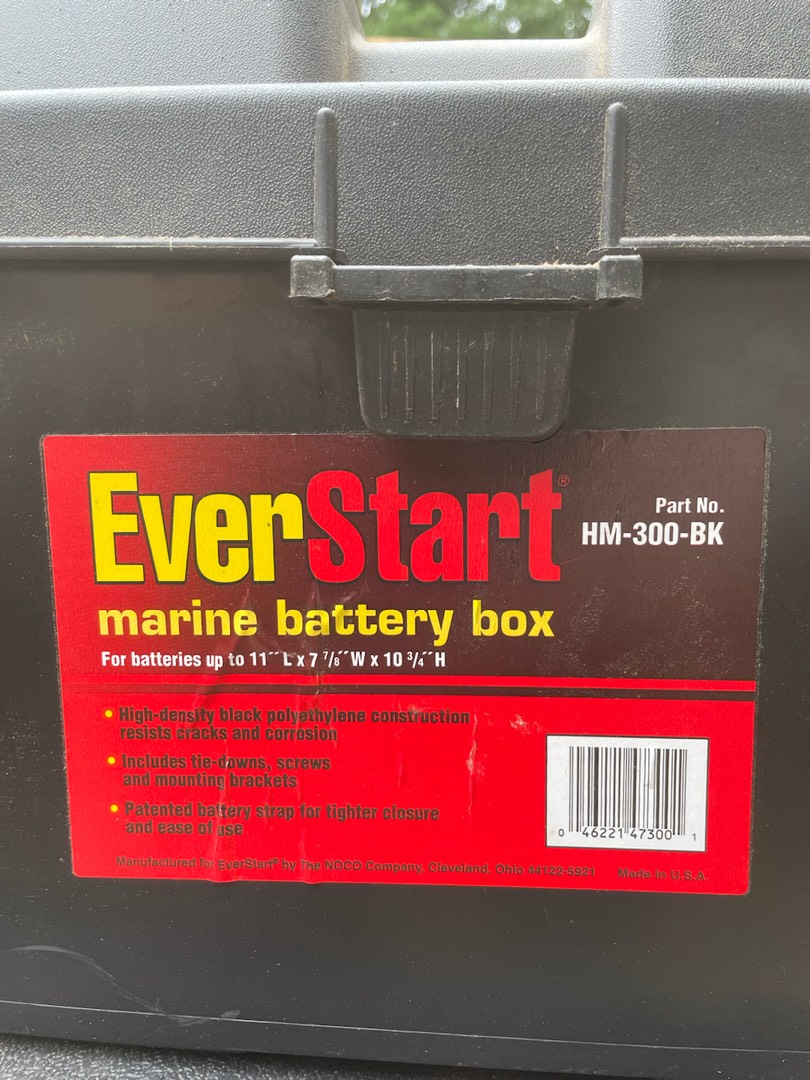 EverStart®
Part No.
HM-300-BK
marine battery box
For batteries up to 11˝ L x 7 7/8˝ W x 10 3/4˝ H
• High-density black polyethylene construction
resists cracks and corrosion
• Includes tie-downs, screws
and mounting brackets
• Patented battery strap for tighter closure
and ease of use
0 46221 47300 1
Manufactured for EverStart® by The NOCO Company, Cleveland, Ohio 44122-5921 Made in U.S.A.